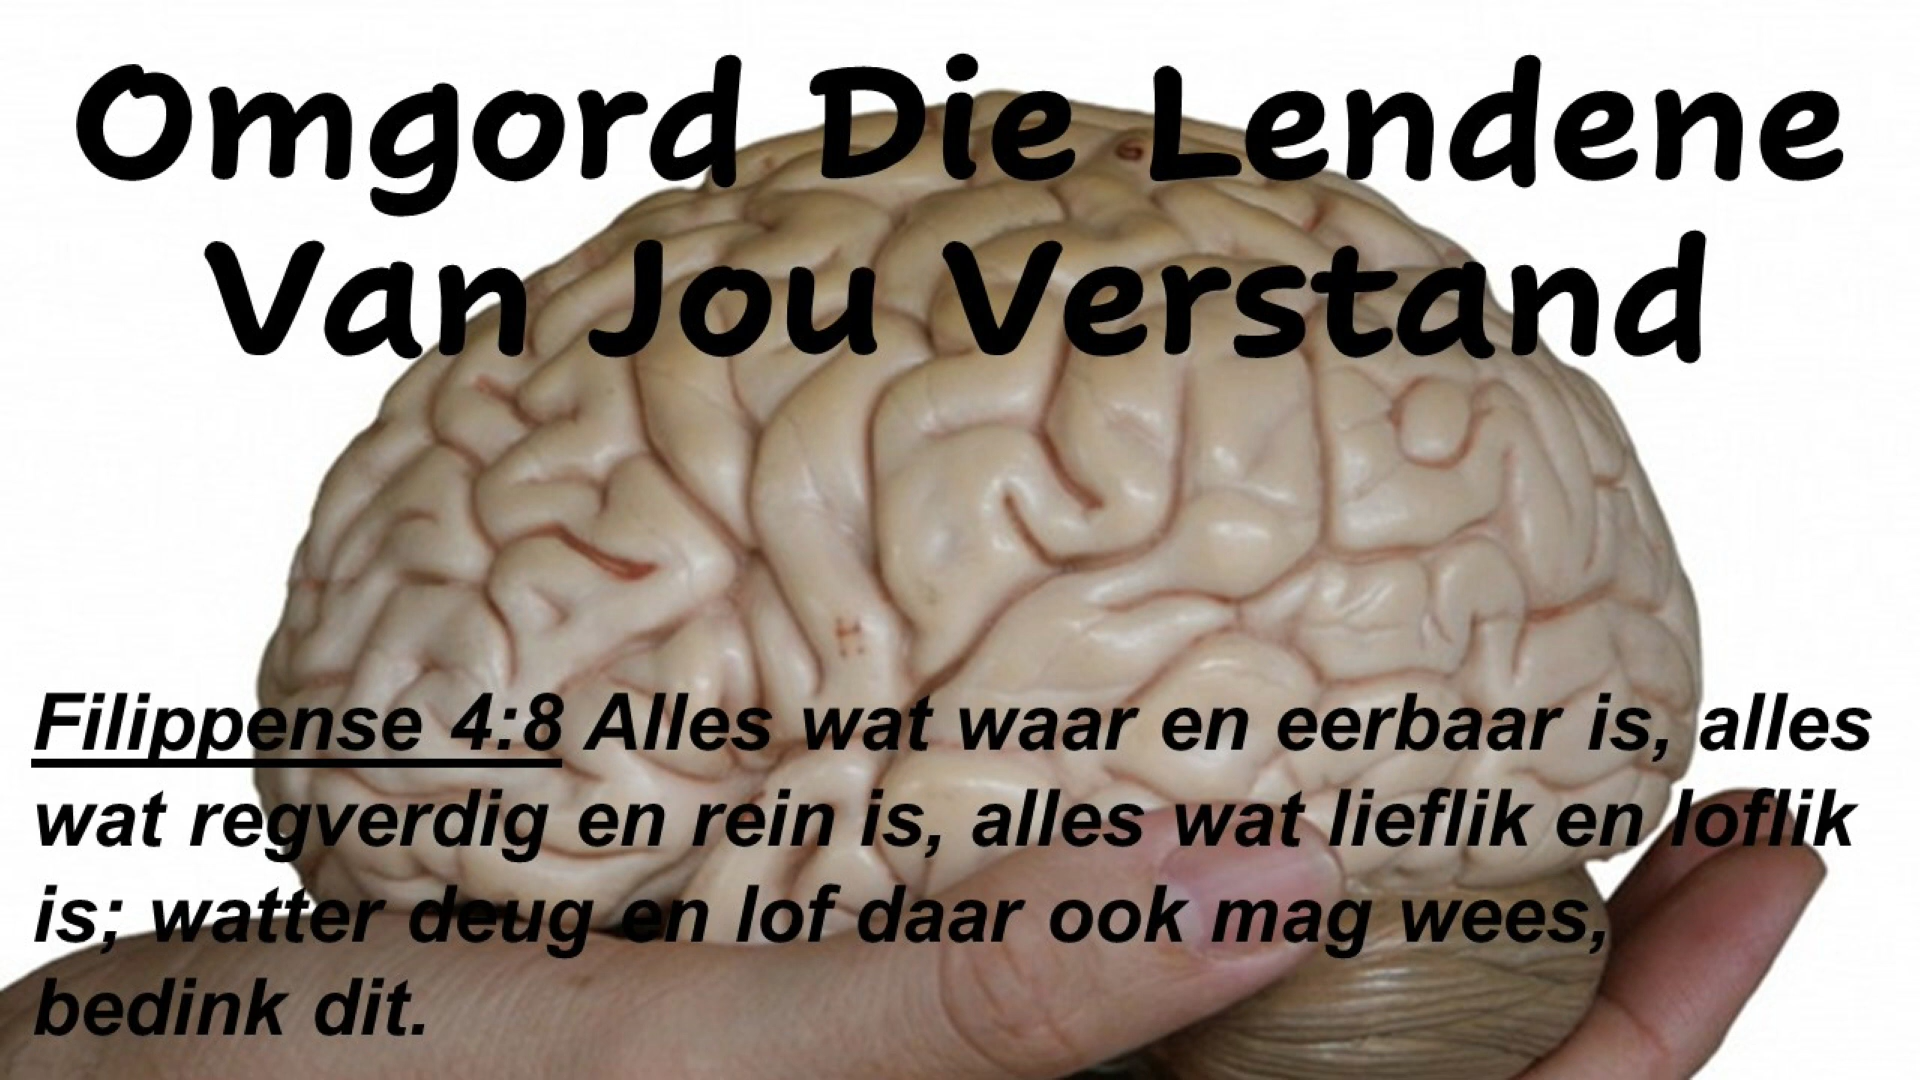 Omgord Die Lendene
Van Jou Verstand
G
H
Filippense 4:8 Alles wat waar en eerbaar is, alles
wat regverdig en rein is, alles wat lieflik en loflik
is; watter deug en lof daar ook mag wees,
bedink dit.